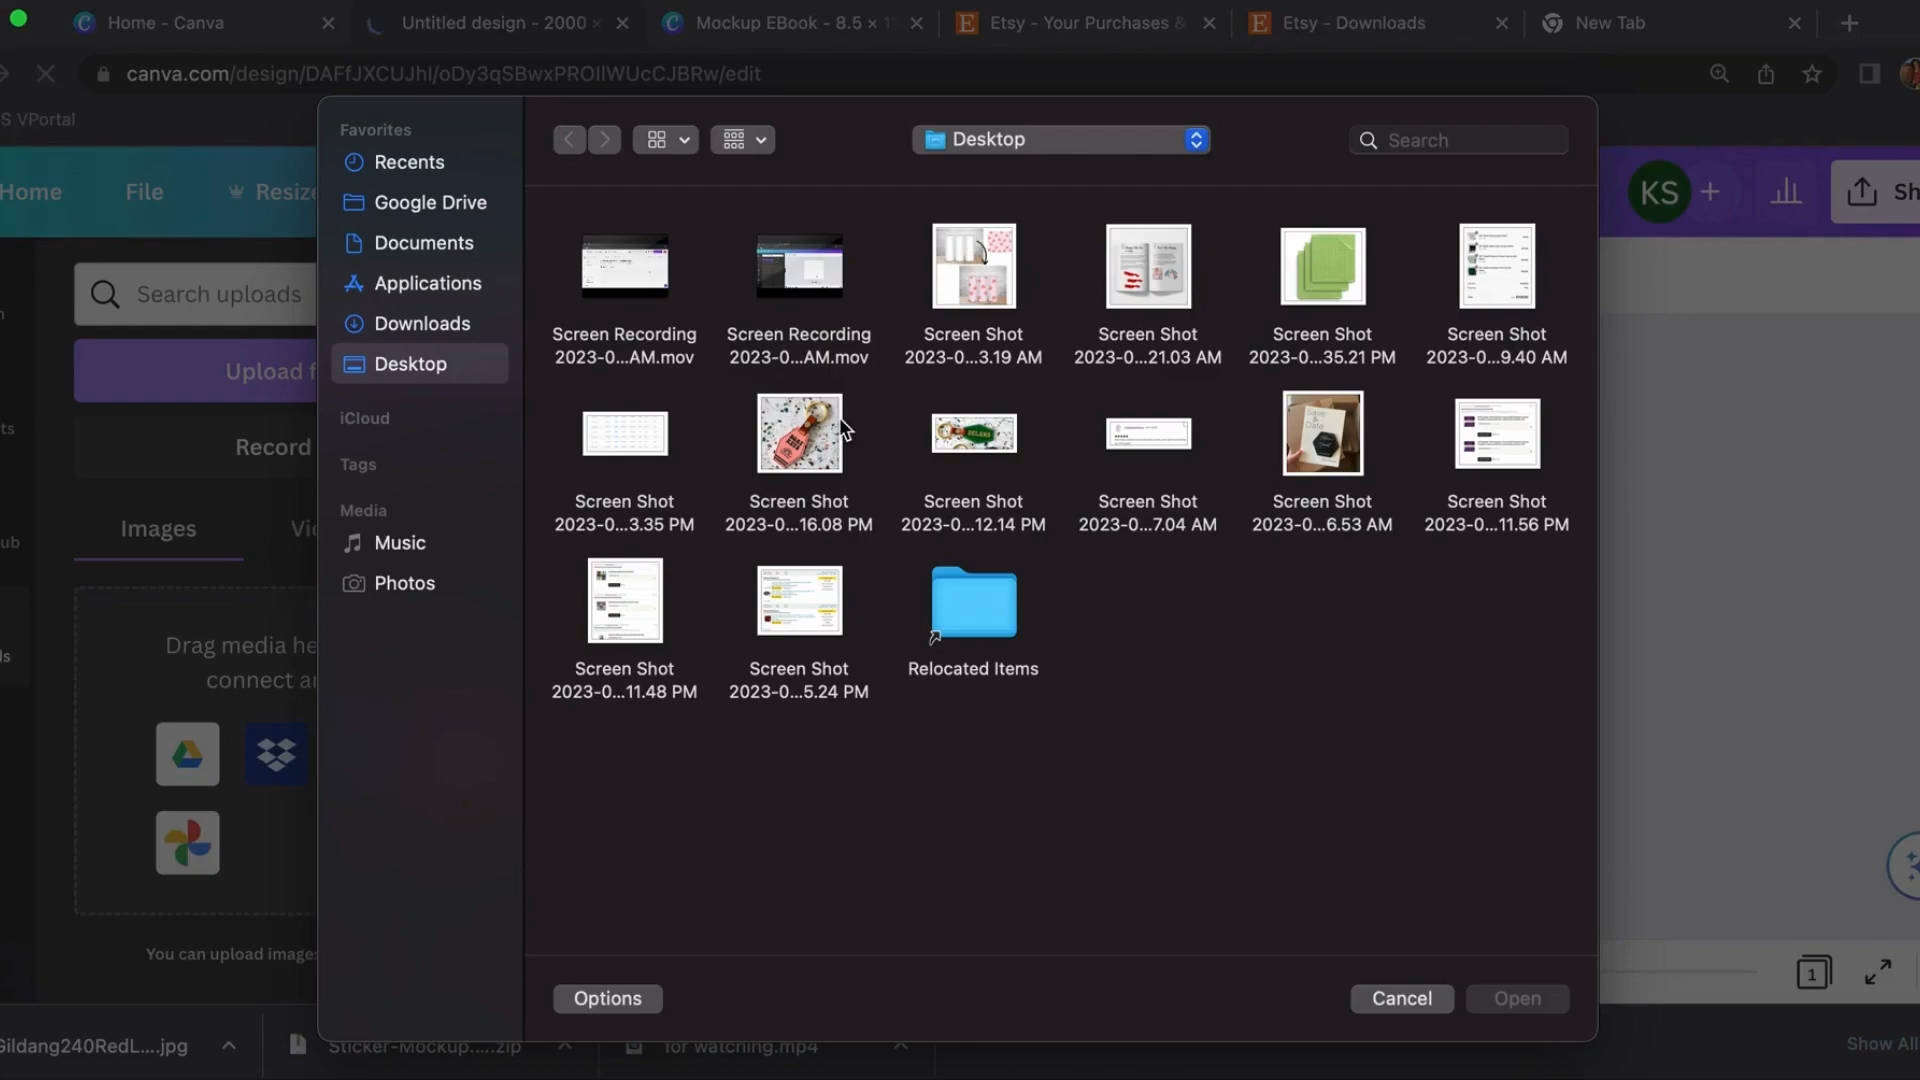 Home - Canva
Untitled design - 2000 ×
Mockup EBook - 8.5 × 1
Etsy - Your Purchases &
Etsy - Downloads
New Tab
canva.com/design/DAFfJXCUJhI/oDy3qSBwxPROIlWUcCJBRw/edit
S VPortal
Home
File
Resize
KS
Sh
Favorites
Recents
Google Drive
Documents
Applications
Downloads
Desktop
iCloud
Tags
Media
Music
Photos
Desktop
Search
Search uploads
Upload f
Record
Images
Vi
Drag media he
connect a
You can upload image
ts
ub
ls
Screen Recording
2023-0...AM.mov
Screen Recording
2023-0...AM.mov
Screen Shot
2023-0...3.19 AM
Screen Shot
2023-0...21.03 AM
Screen Shot
2023-0...35.21 PM
Screen Shot
2023-0...9.40 AM
Screen Shot
2023-0...3.35 PM
Screen Shot
2023-0...16.08 PM
Screen Shot
2023-0...12.14 PM
Screen Shot
2023-0...7.04 AM
Save
the
Date
Screen Shot
2023-0...6.53 AM
Screen Shot
2023-0...11.56 PM
Screen Shot
2023-0...11.48 PM
Screen Shot
2023-0...5.24 PM
Relocated Items
Options
Cancel
Open
1
Gildang240RedL....jpg
Sticker-Mockup.....zip
for watching.mp4
Show All